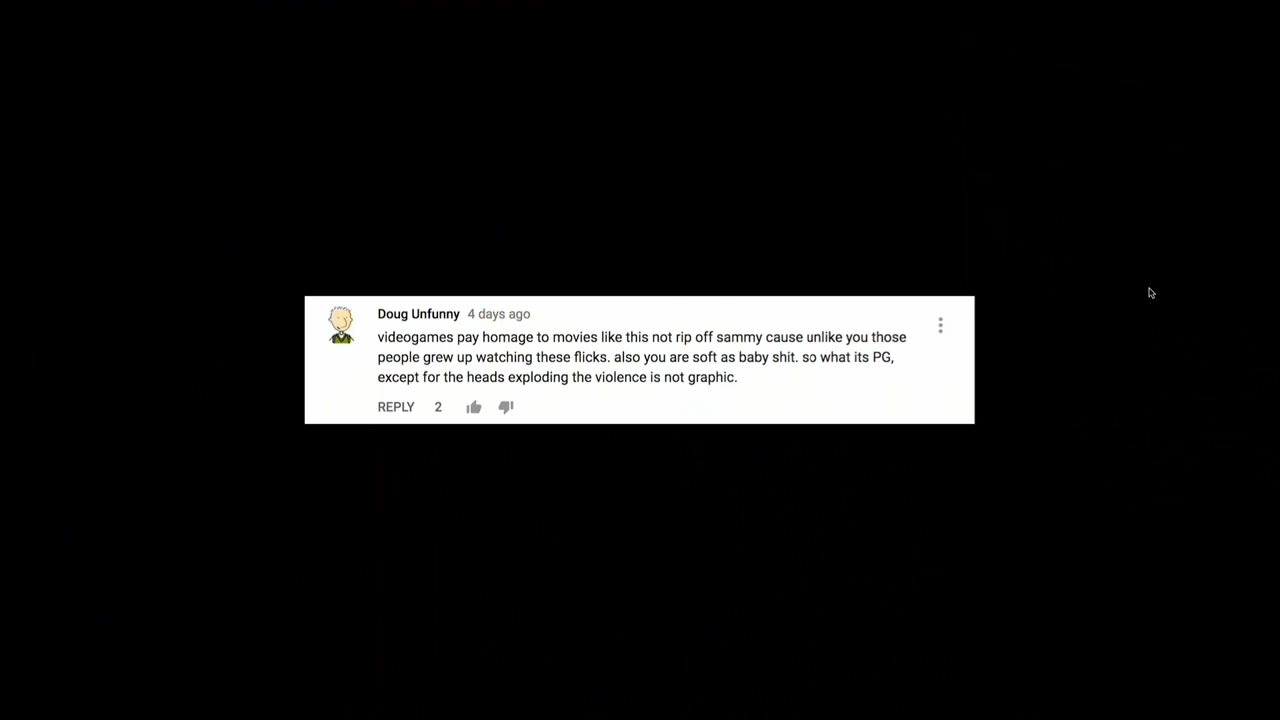 Doug Unfunny 4 days ago
videogames pay homage to movies like this not rip off sammy cause unlike you those
people grew up watching these flicks. also you are soft as baby shit. so what its PG,
except for the heads exploding the violence is not graphic.
REPLY 2